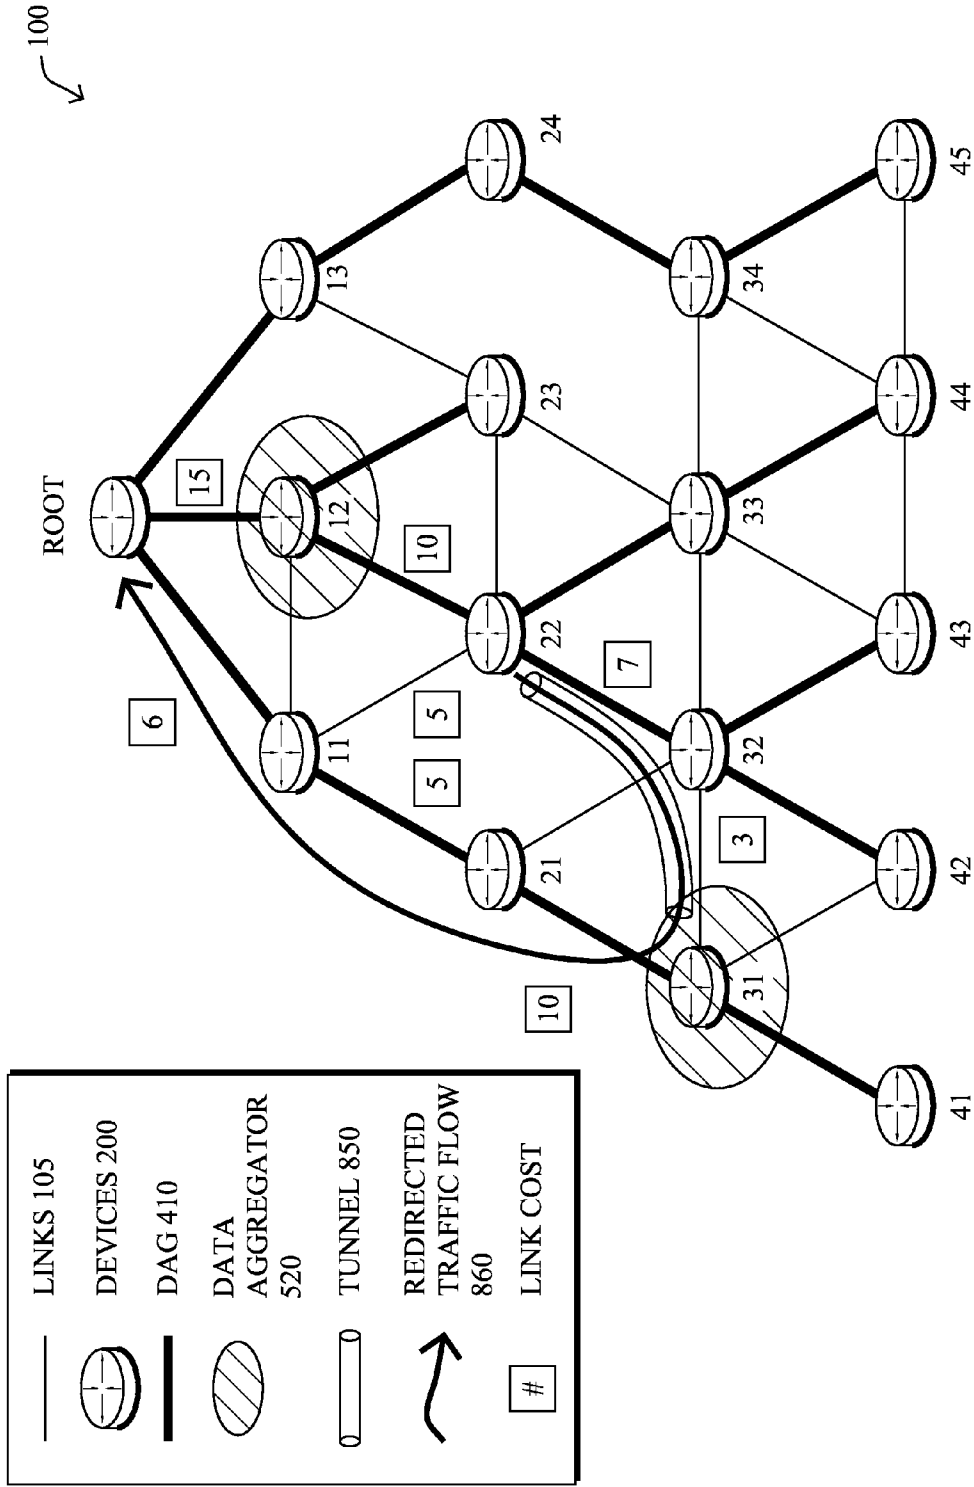 100
ROOT
15
6
13
12
11
10
24
5
5
23
22
21
7
10
34
33
32
3
31
45
44
43
42
41
LINKS 105
DEVICES 200
DAG 410
DATA
AGGREGATOR
520
TUNNEL 850
REDIRECTED
TRAFFIC FLOW
860
#
LINK COST